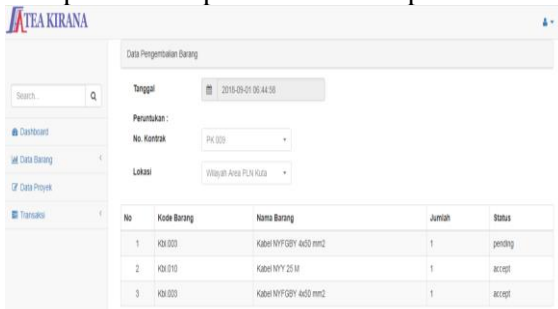 TEA KIRANA
Data Pengembalian Barang
Search..
Tanggal
2018-09-01 06:44:56
Peruntukan :
Dashboard
No. Kontrak
PK 009
Data Barang
Lokasi
Wilayah Area PLN Kuta
Data Proyek
Transaksi
No Kode Barang Nama Barang Jumlah Status
1 Kbl.003 Kabel NYFGBY 4x50 mm2 1 pending
2 Kbl.010 Kabel NYY 25 M 1 accept
3 Kbl.003 Kabel NYFGBY 4x50 mm2 1 accept